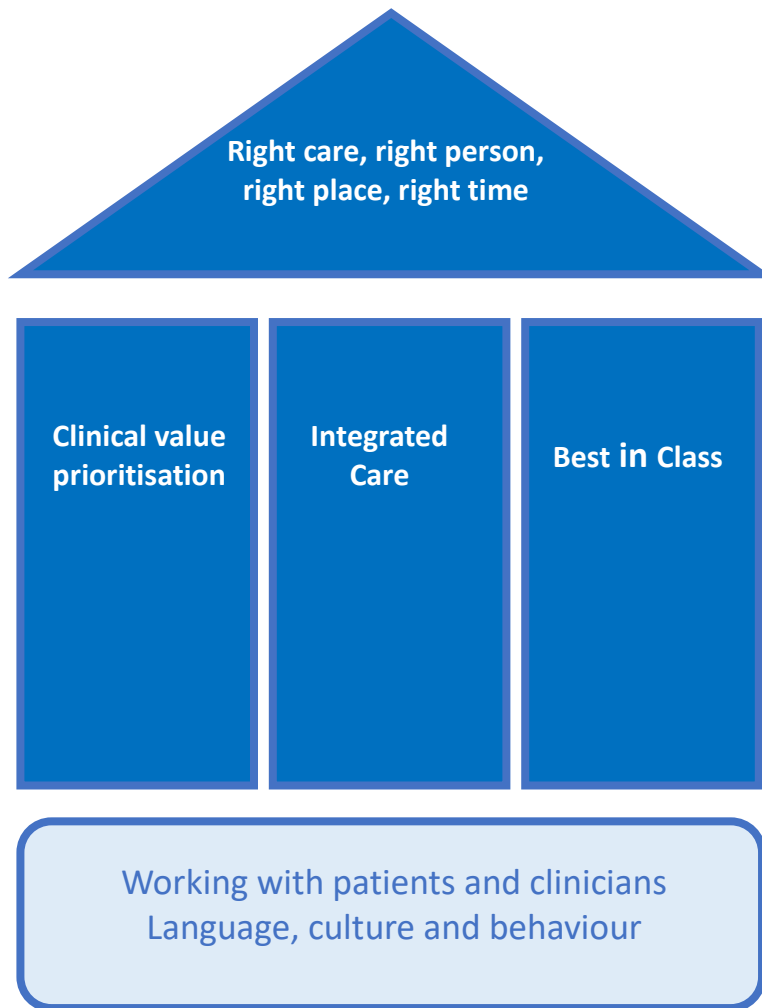 Right care, right person,
right place, right time
Clinical value
prioritisation
Integrated
Care
Best in Class
Working with patients and clinicians
Language, culture and behaviour